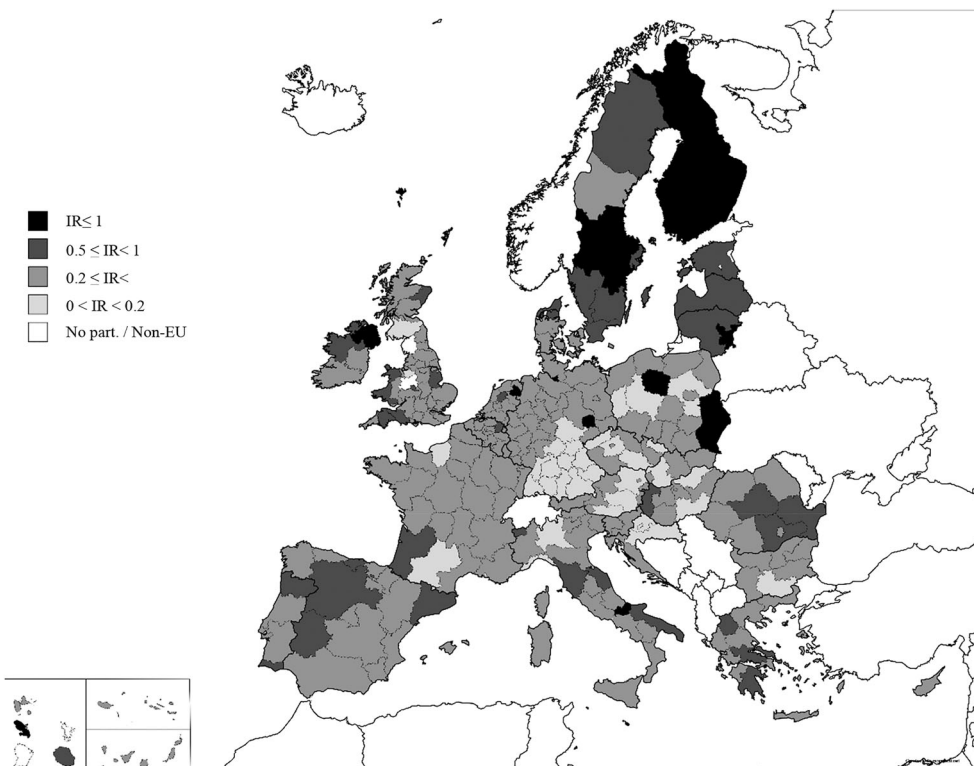 IR≤ 1
0.5 ≤ IR< 1
0.2 ≤ IR<
0 < IR < 0.2
No part. / Non-EU